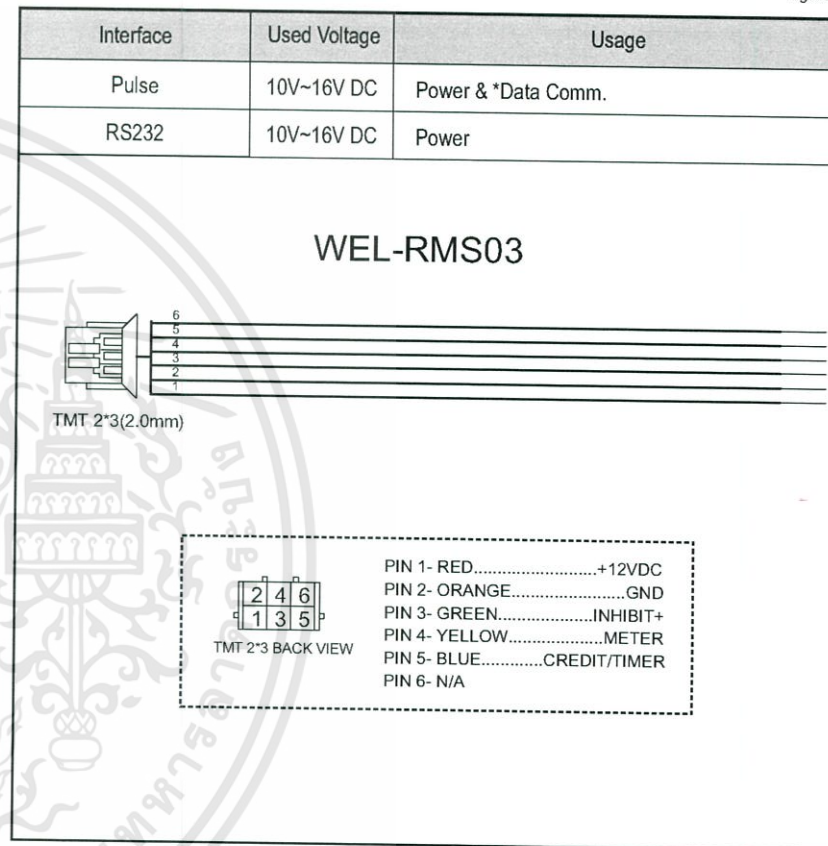 Interface Used Voltage Usage
Pulse 10V~16V DC Power & *Data Comm.
RS232 10V~16V DC Power
WEL-RMS03
6
5
4
3
2
1
TMT 2*3(2.0mm)
2 4 6
1 3 5
TMT 2*3 BACK VIEW
PIN 1- RED..........................+12VDC
PIN 2- ORANGE........................GND
PIN 3- GREEN....................INHIBIT+
PIN 4- YELLOW....................METER
PIN 5- BLUE.............CREDIT/TIMER
PIN 6- N/A